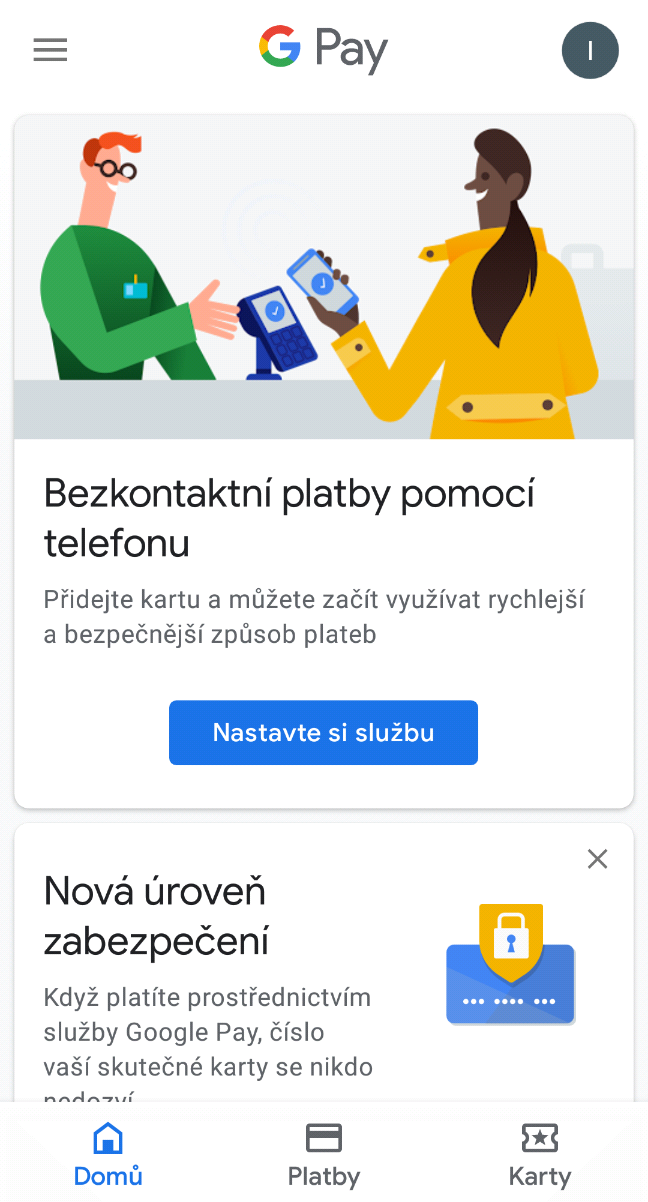 G Pay
I
Bezkontaktní platby pomocí
telefonu
Přidejte kartu a můžete začít využívat rychlejší
a bezpečnější způsob plateb
Nastavte si službu
Nová úroveň
zabezpečení
Když platíte prostřednictvím
služby Google Pay, číslo
vaší skutečné karty se nikdo
nedozví
Domů
Platby
Karty